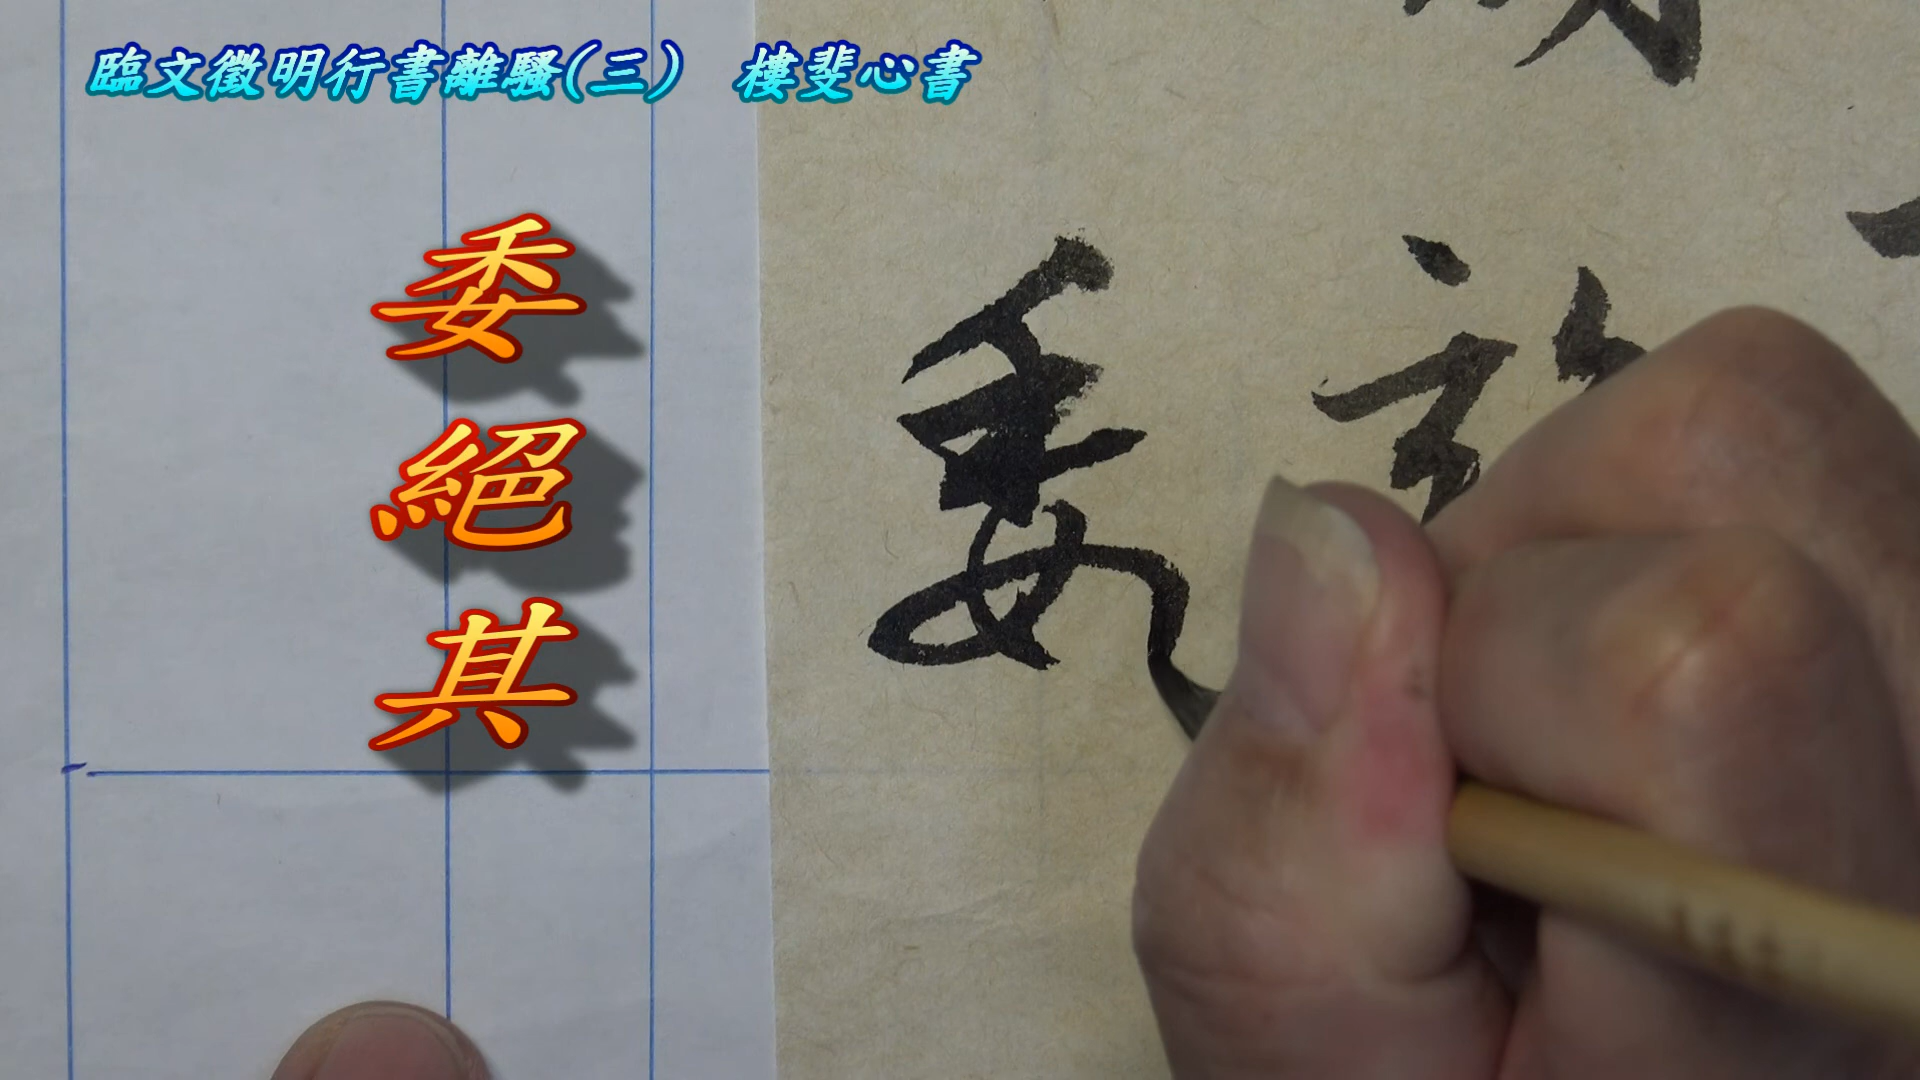 臨文徵明行書離騷(三) 樓斐心書
委
絕
其
委